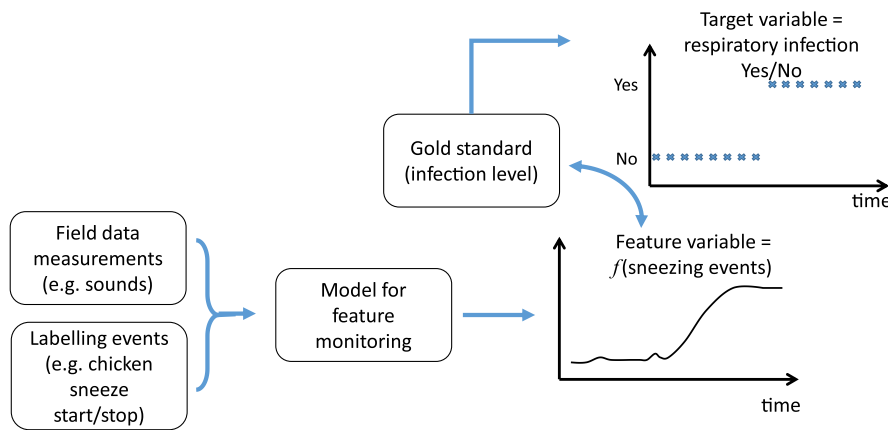 Target variable =
respiratory infection
Yes/No
Yes
No
time
Gold standard
(infection level)
Field data
measurements
(e.g. sounds)
Labelling events
(e.g. chicken
sneeze
start/stop)
Model for
feature
monitoring
Feature variable =
f(sneezing events)
time